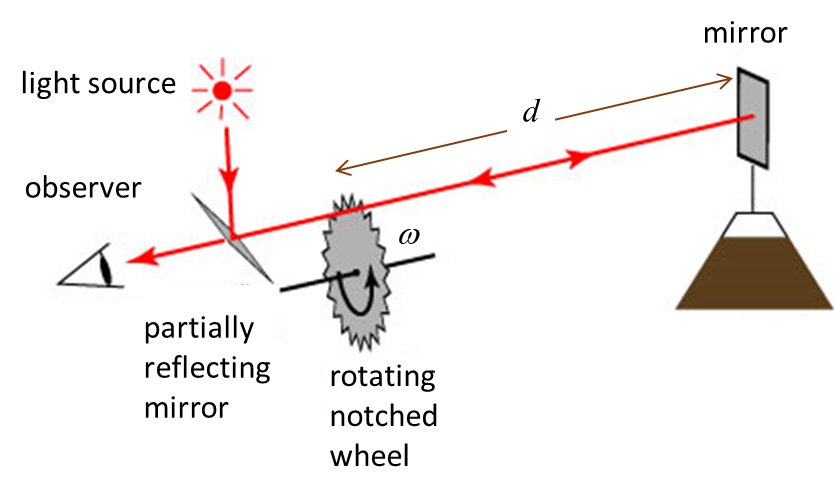 mirror
light source
d
observer
ω
partially
reflecting
mirror
rotating
notched
wheel